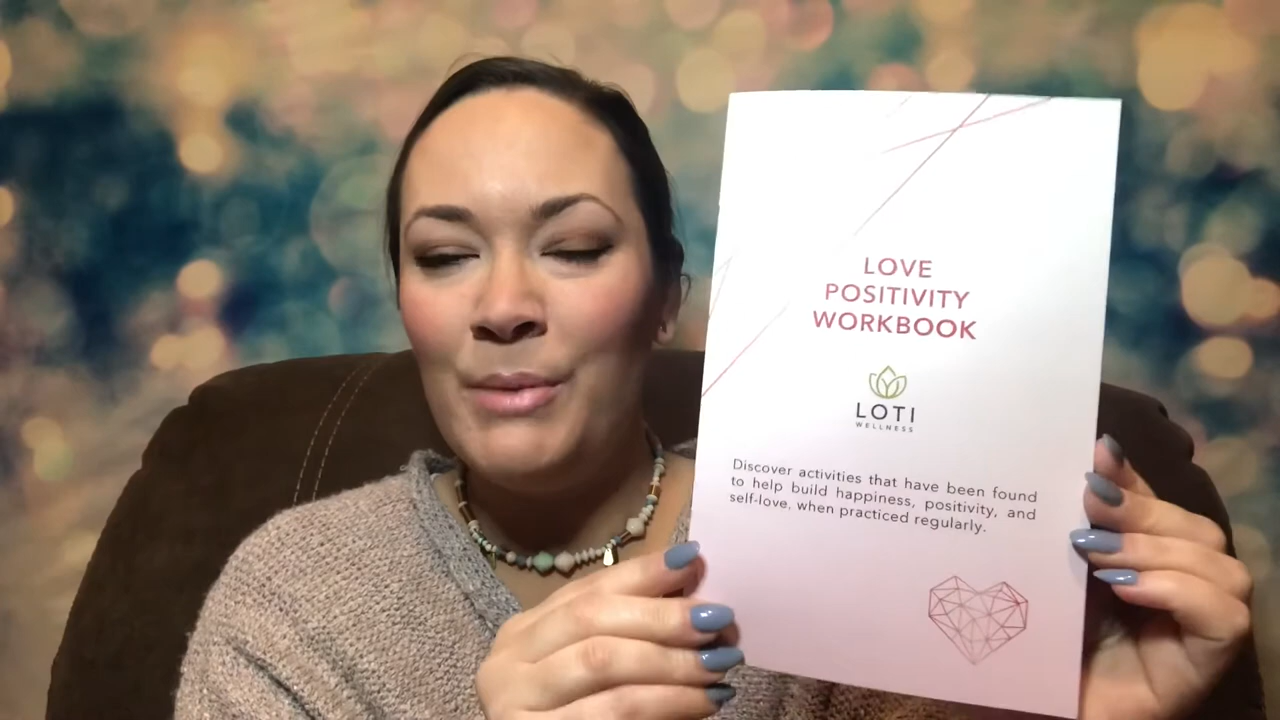 LOVE
POSITIVITY
WORKBOOK
LOTI
WELLNESS
Discover activities that have been found
to help build happiness, positivity, and
self-love, when practiced regularly.